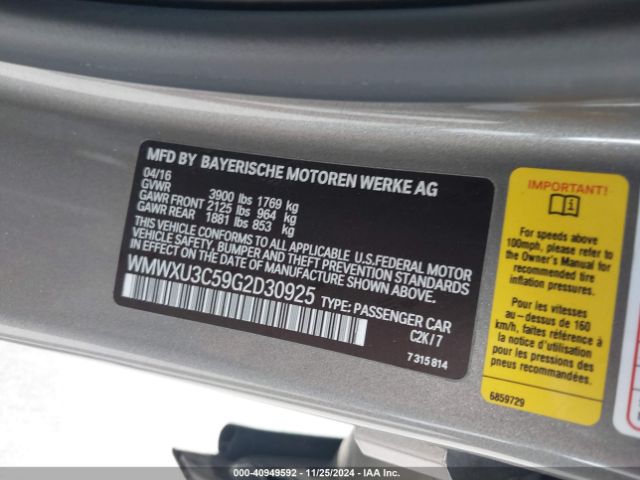 MFD BY BAYERISCHE MOTOREN WERKE AG
04/16
GVWR 3900 lbs 1769 kg
GAWR FRONT 2125 lbs 964 kg
GAWR REAR 1881 lbs 853 kg
THIS VEHICLE CONFORMS TO ALL APPLICABLE U.S.FEDERAL MOTOR
VEHICLE SAFETY, BUMPER AND THEFT PREVENTION STANDARDS
IN EFFECT ON THE DATE OF MANUFACTURE SHOWN ABOVE.
WMWXU3C59G2D30925
TYPE: PASSENGER CAR
C2K/7
7 315 814
IMPORTANT!
For speeds above
100mph, please refer to
the Owner's Manual for
additional tire
inflation pressures.
Pour les vitesses
au-dessus de 160
km/h, faites référence à
la notice d'utilisation
pour les pressions des
pneus.
6859729
000-40949592 - 11/25/2024 - IAAI.COM